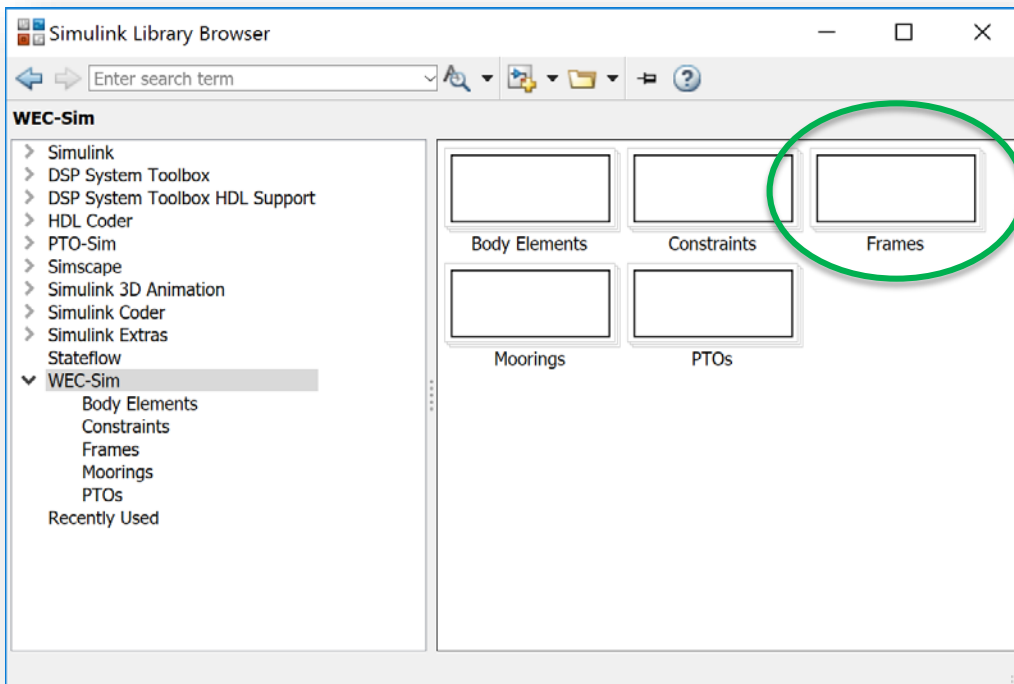 Simulink Library Browser
Enter search term
WEC-Sim
Simulink
DSP System Toolbox
DSP System Toolbox HDL Support
HDL Coder
PTO-Sim
Simscape
Simulink 3D Animation
Simulink Coder
Simulink Extras
Stateflow
WEC-Sim
Body Elements
Constraints
Frames
Moorings
PTOs
Recently Used
Body Elements
Constraints
Frames
Moorings
PTOs